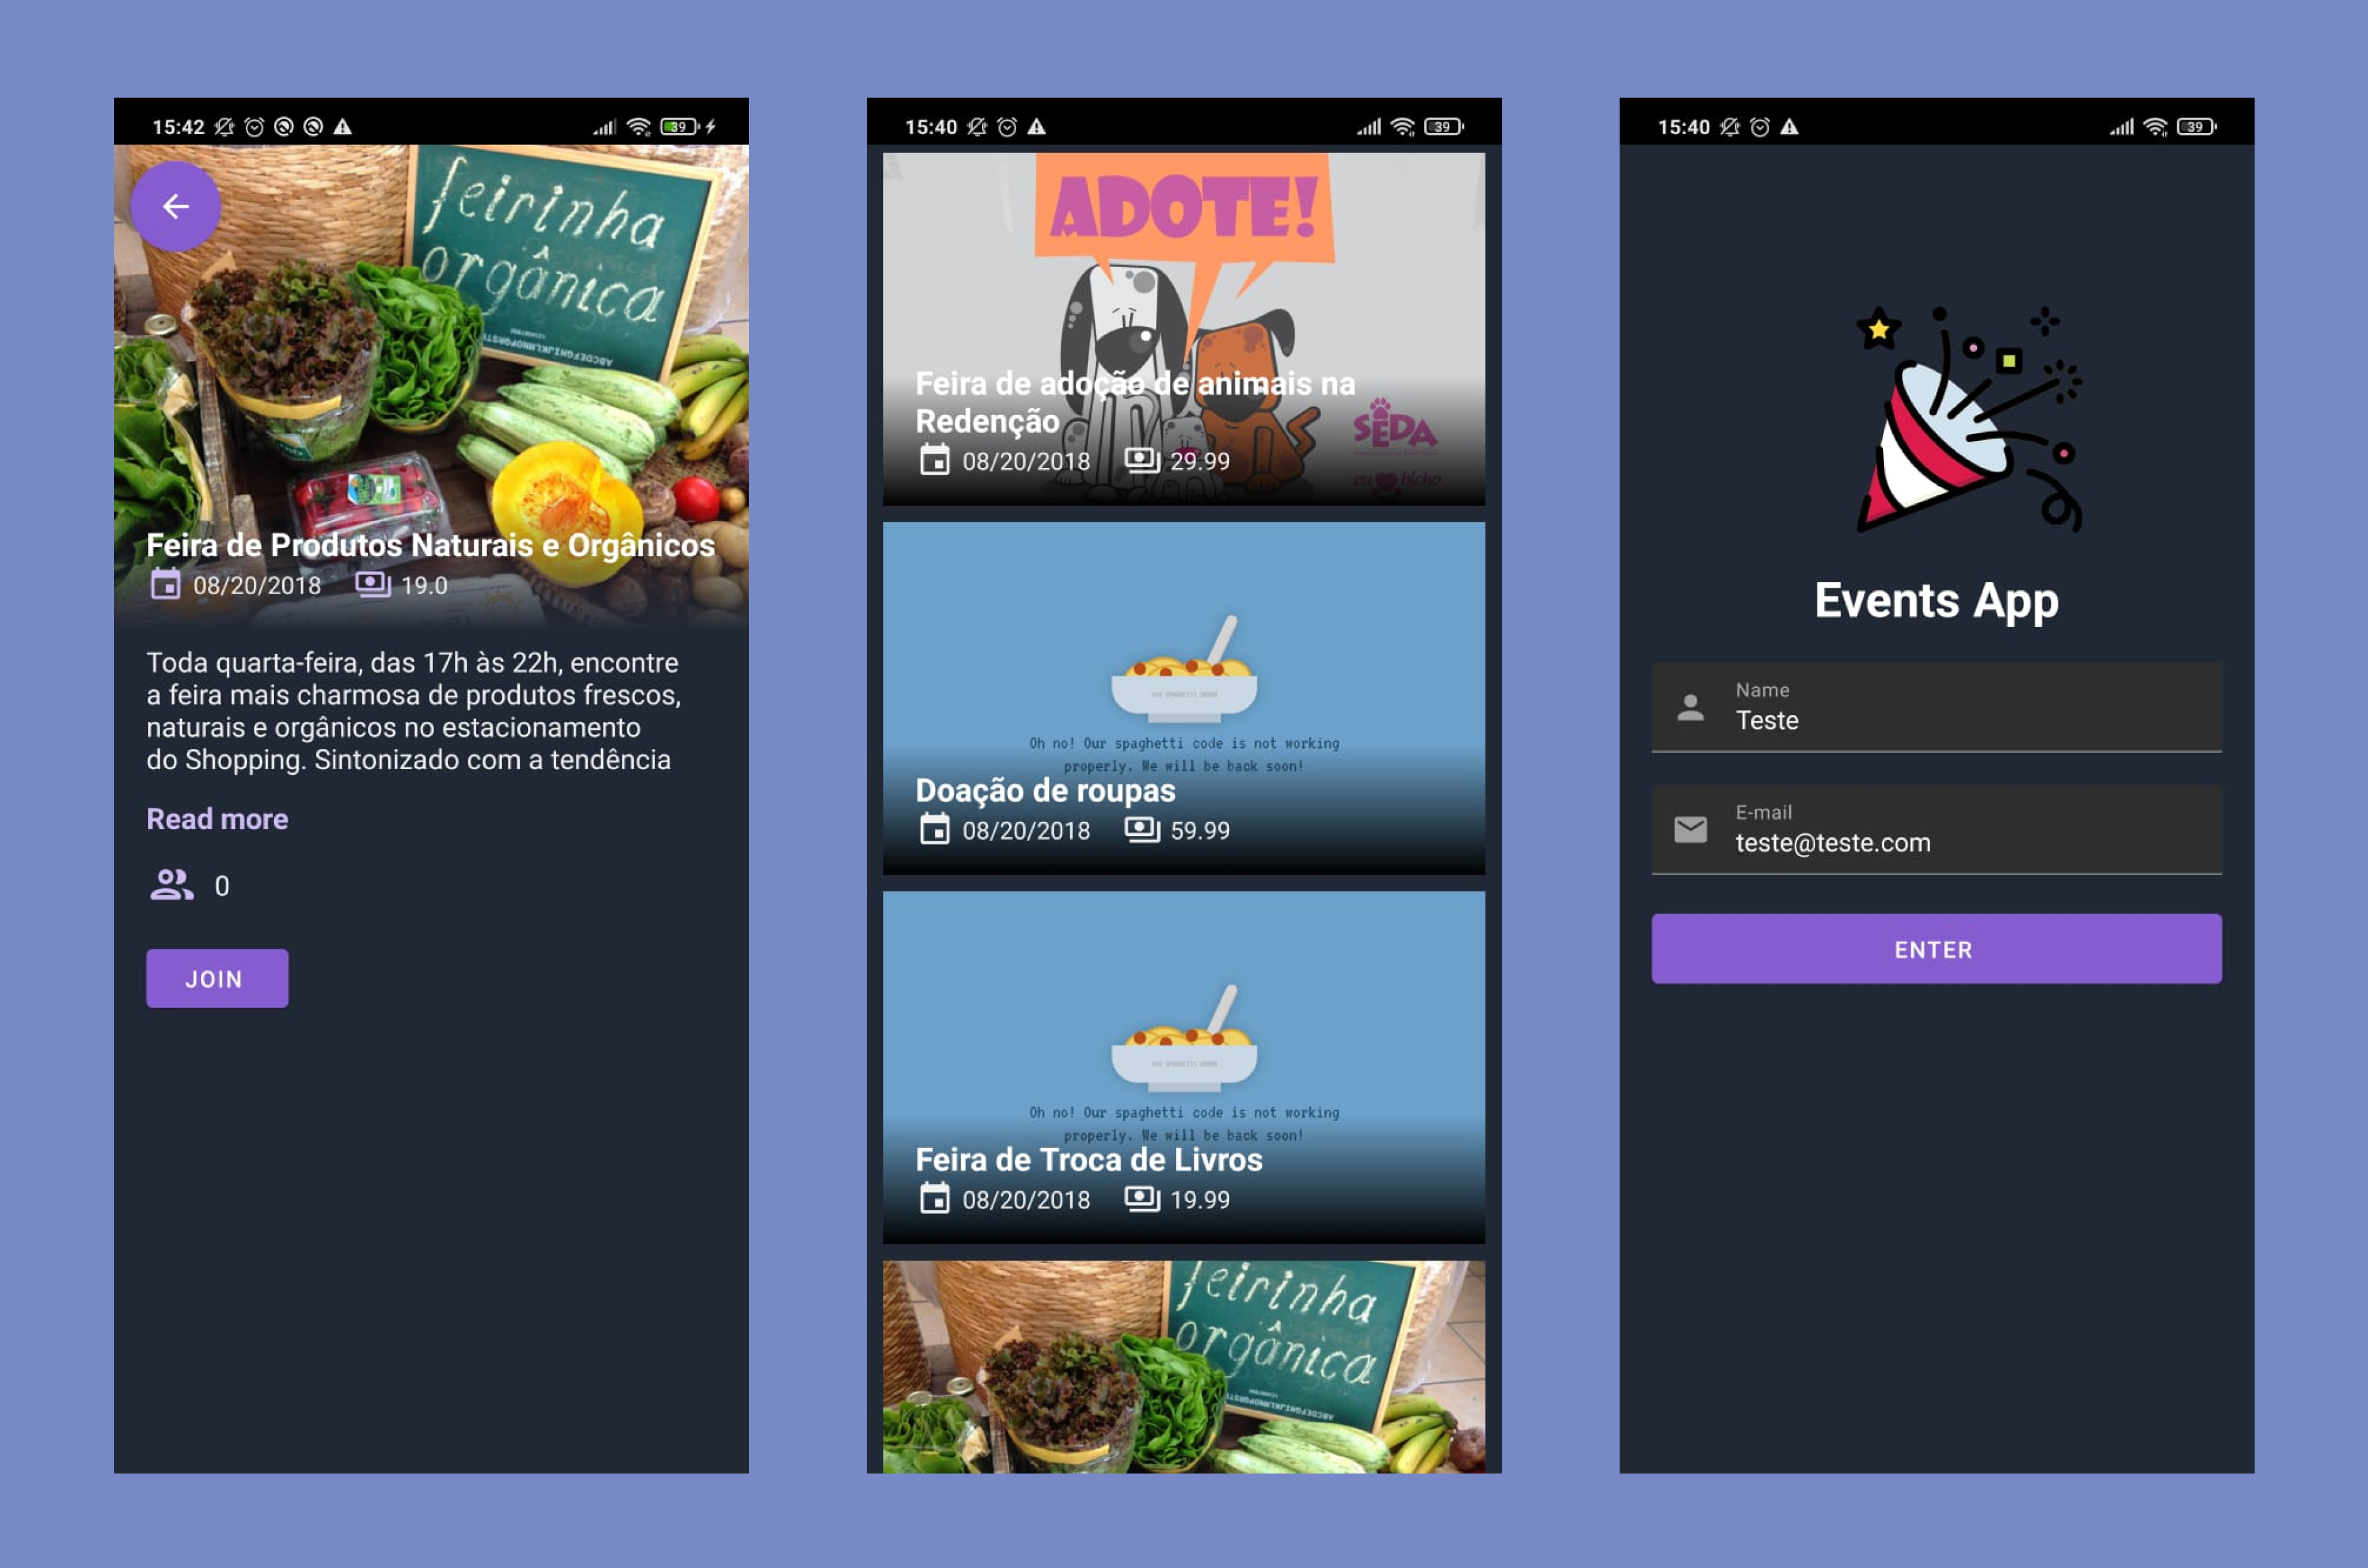 15:42
39
feirinha
orgânica
Feira de Produtos Naturais e Orgânicos
08/20/2018 19.0
Toda quarta-feira, das 17h às 22h, encontre
a feira mais charmosa de produtos frescos,
naturais e orgânicos no estacionamento
do Shopping. Sintonizado com a tendência
Read more
0
JOIN
15:40
39
ADOTE!
Feira de adoção de animais na
Redenção
SEDA
08/20/2018 29.99
eu bicho
Oh no! Our spaghetti code is not working
properly. We will be back soon!
Doação de roupas
08/20/2018 59.99
Oh no! Our spaghetti code is not working
properly. We will be back soon!
Feira de Troca de Livros
08/20/2018 19.99
feirinha
orgânica
15:40
39
Events App
Name
Teste
E-mail
teste@teste.com
ENTER